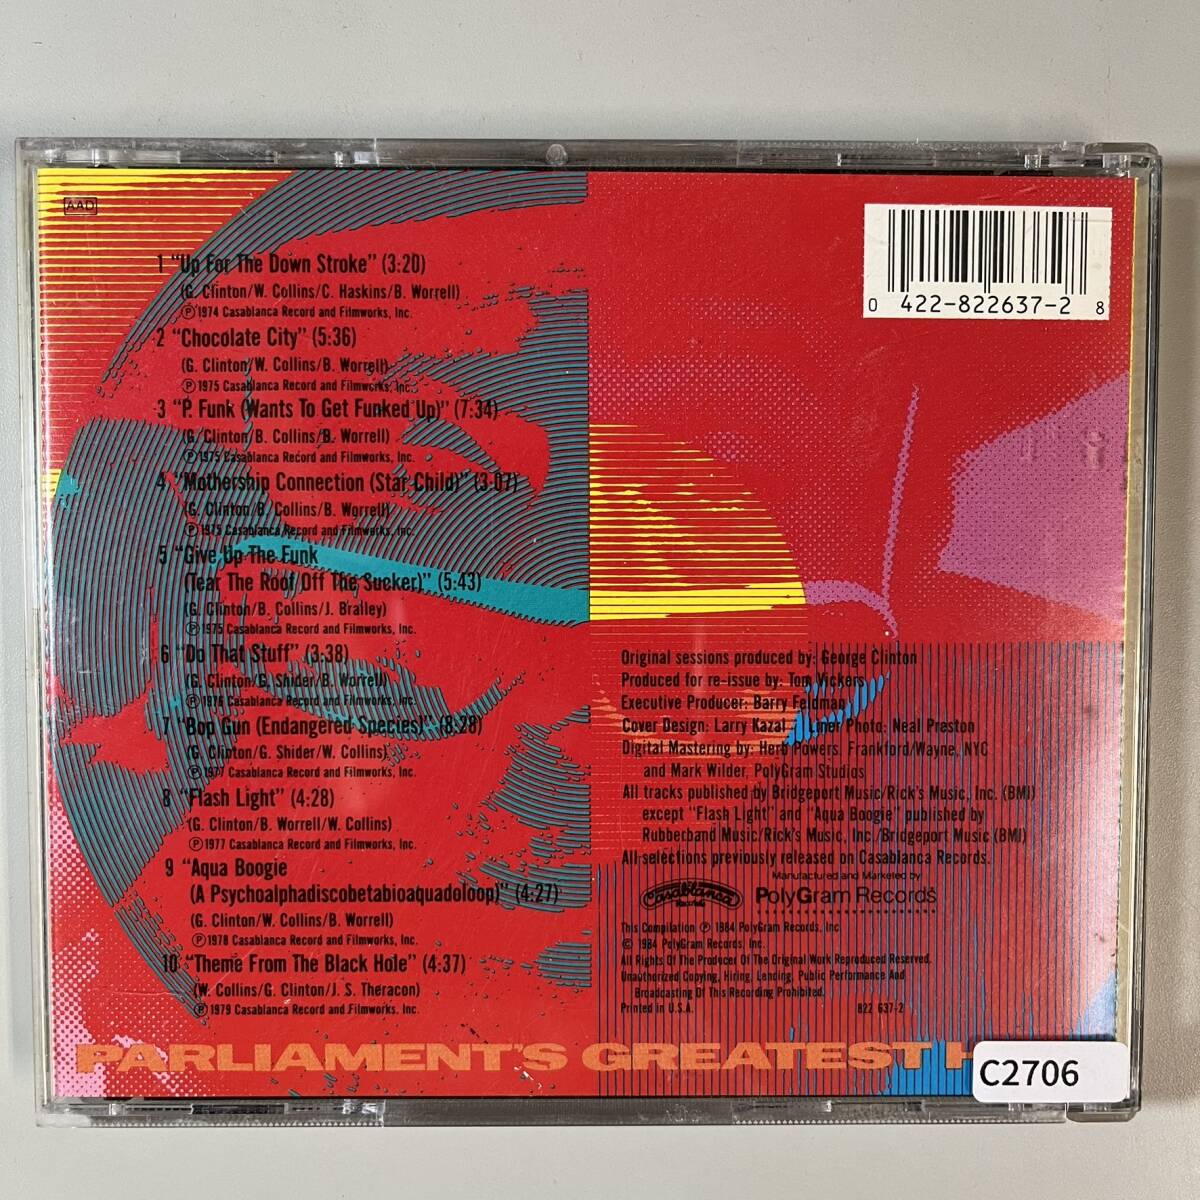 AAD
1 "Up For The Down Stroke" (3:20)
(G. Clinton/W. Collins/C. Haskins/B. Worrell)
Ⓟ 1974 Casablanca Record and Filmworks, Inc.
2 "Chocolate City" (5:36)
(G. Clinton/W. Collins/B. Worrell)
Ⓟ 1975 Casablanca Record and Filmworks, Inc.
3 "P. Funk (Wants To Get Funked Up)" (7:34)
(G. Clinton/B. Collins/B. Worrell)
Ⓟ 1975 Casablanca Record and Filmworks, Inc.
4 "Mothership Connection (Star Child)" (3:07)
(G. Clinton/B. Collins/B. Worrell)
Ⓟ 1975 Casablanca Record and Filmworks, Inc.
5 "Give Up The Funk
(Tear The Roof Off The Sucker)" (5:43)
(G. Clinton/B. Collins/J. Bralley)
Ⓟ 1975 Casablanca Record and Filmworks, Inc.
6 "Do That Stuff" (3:38)
(G. Clinton/G. Shider/B. Worrell)
Ⓟ 1976 Casablanca Record and Filmworks, Inc.
7 "Bop Gun (Endangered Species)" (8:28)
(G. Clinton/G. Shider/W. Collins)
Ⓟ 1977 Casablanca Record and Filmworks, Inc.
8 "Flash Light" (4:28)
(G. Clinton/B. Worrell/W. Collins)
Ⓟ 1977 Casablanca Record and Filmworks, Inc.
9 "Aqua Boogie
(A Psychoalphadiscobetabioaquadoloop)" (4:27)
(G. Clinton/W. Collins/B. Worrell)
Ⓟ 1978 Casablanca Record and Filmworks, Inc.
10 "Theme From The Black Hole" (4:37)
(W. Collins/G. Clinton/J. S. Theracon)
Ⓟ 1979 Casablanca Record and Filmworks, Inc.
0 422-822637-2 8
Original sessions produced by: George Clinton
Produced for re-issue by: Tom Vickers
Executive Producer: Barry Feldman
Cover Design: Larry Kazal Liner Photo: Neal Preston
Digital Mastering by: Herb Powers, Frankford/Wayne, NYC
and Mark Wilder, PolyGram Studios
All tracks published by Bridgeport Music/Rick's Music, Inc. (BMI)
except "Flash Light" and "Aqua Boogie" published by
Rubberband Music/Rick's Music, Inc./Bridgeport Music (BMI)
All selections previously released on Casablanca Records.
Manufactured and Marketed by
Casablanca Records
PolyGram Records
This Compilation Ⓟ 1984 PolyGram Records, Inc.
© 1984 PolyGram Records, Inc.
All Rights Of The Producer Of The Original Work Reproduced Reserved.
Unauthorized Copying, Hiring, Lending, Public Performance And
Broadcasting Of This Recording Prohibited.
Printed in U.S.A. 822 637-2
PARLIAMENT'S GREATEST H
C2706